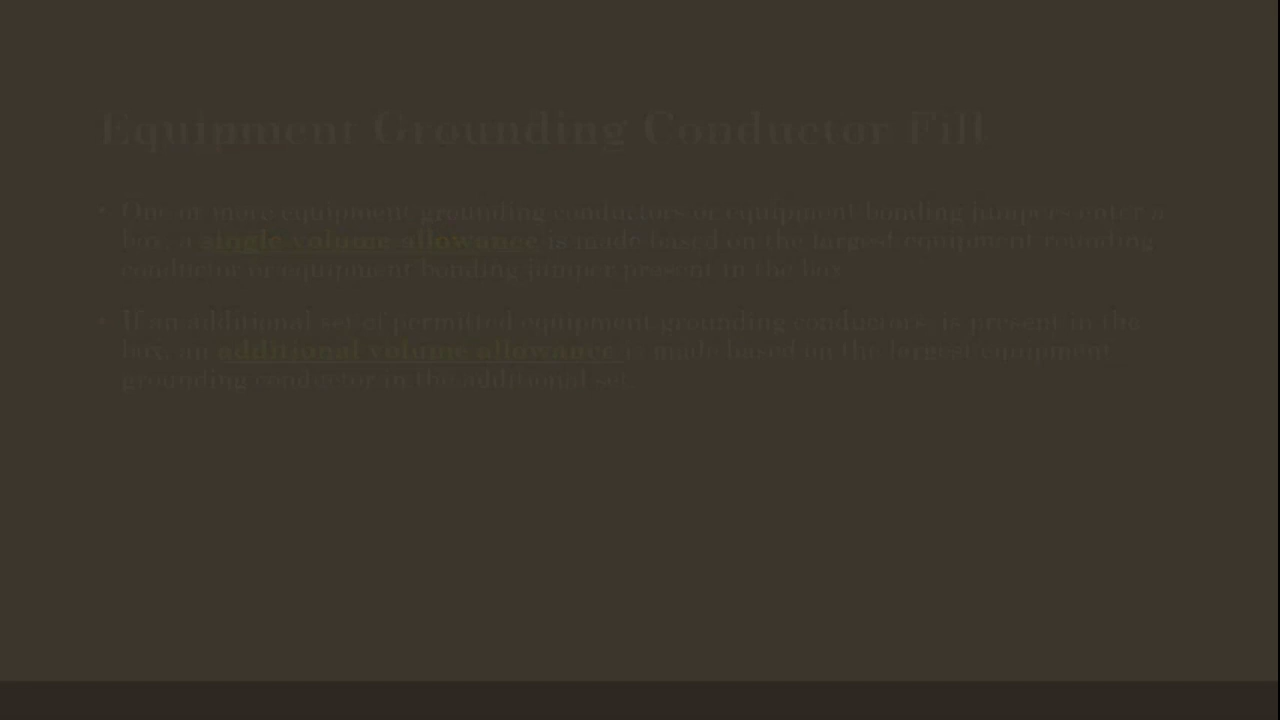 Equipment Grounding Conductor Fill
• One or more equipment grounding conductors or equipment bonding jumpers enter a
box, a single volume allowance is made based on the largest equipment rounding
conductor or equipment bonding jumper present in the box.
• If an additional set of permitted equipment grounding conductors, is present in the
box, an additional volume allowance is made based on the largest equipment
grounding conductor in the additional set.